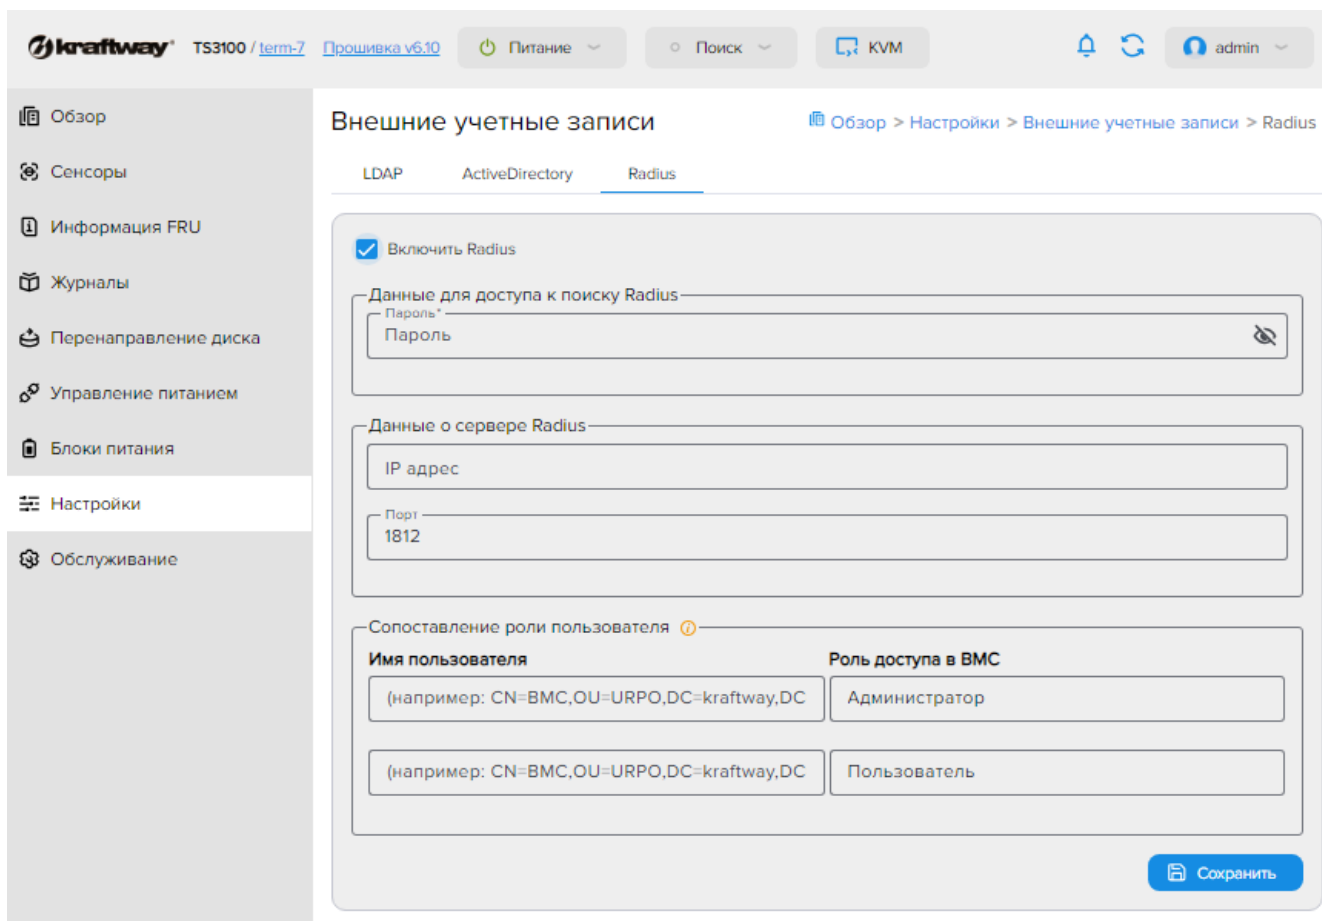 kraftway TS3100 / term-7 Прошивка v6.10 Питание Поиск KVM admin
Обзор
Сенсоры
Информация FRU
Журналы
Перенаправление диска
Управление питанием
Блоки питания
Настройки
Обслуживание
Внешние учетные записи
Обзор > Настройки > Внешние учетные записи > Radius
LDAP ActiveDirectory Radius
Включить Radius
Данные для доступа к поиску Radius
Пароль*
Пароль
Данные о сервере Radius
IP адрес
Порт
1812
Сопоставление роли пользователя
Имя пользователя Роль доступа в BMC
(например: CN=BMC,OU=URPO,DC=kraftway,DC Администратор
(например: CN=BMC,OU=URPO,DC=kraftway,DC Пользователь
Сохранить